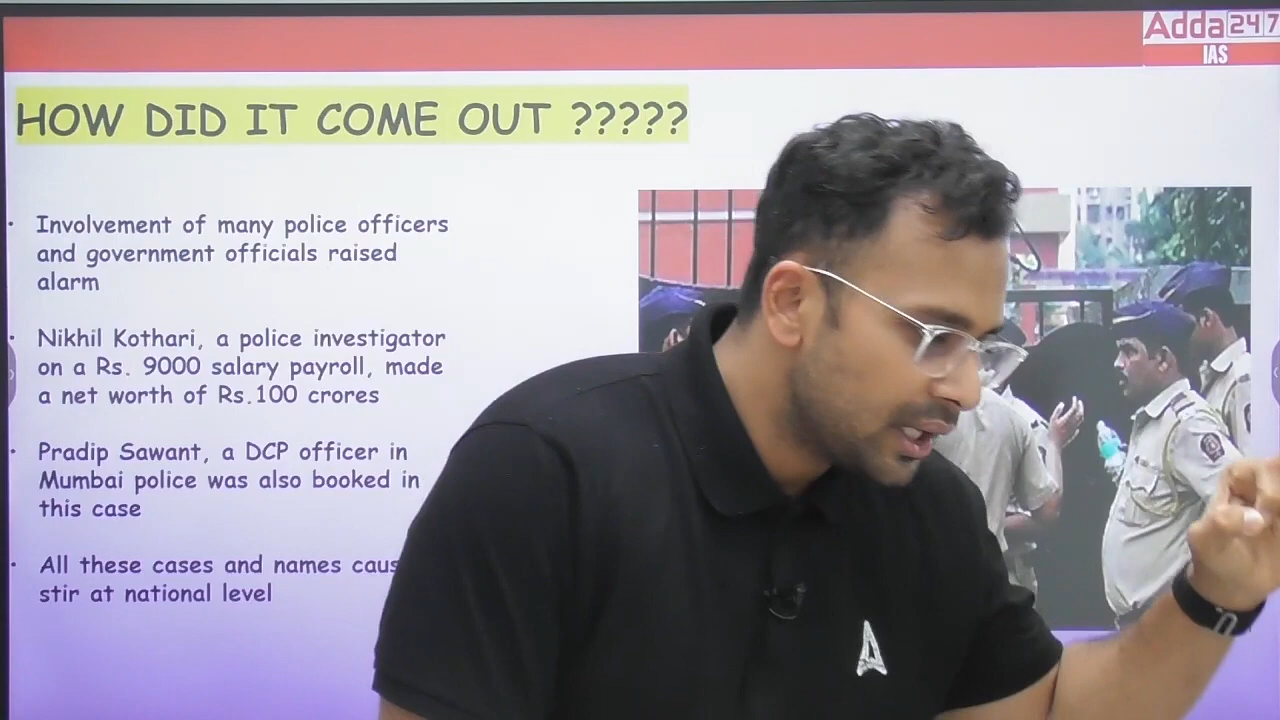 Adda 247
IAS
HOW DID IT COME OUT ?????
• Involvement of many police officers
and government officials raised
alarm
• Nikhil Kothari, a police investigator
on a Rs. 9000 salary payroll, made
a net worth of Rs.100 crores
• Pradip Sawant, a DCP officer in
Mumbai police was also booked in
this case
• All these cases and names
stir at national level